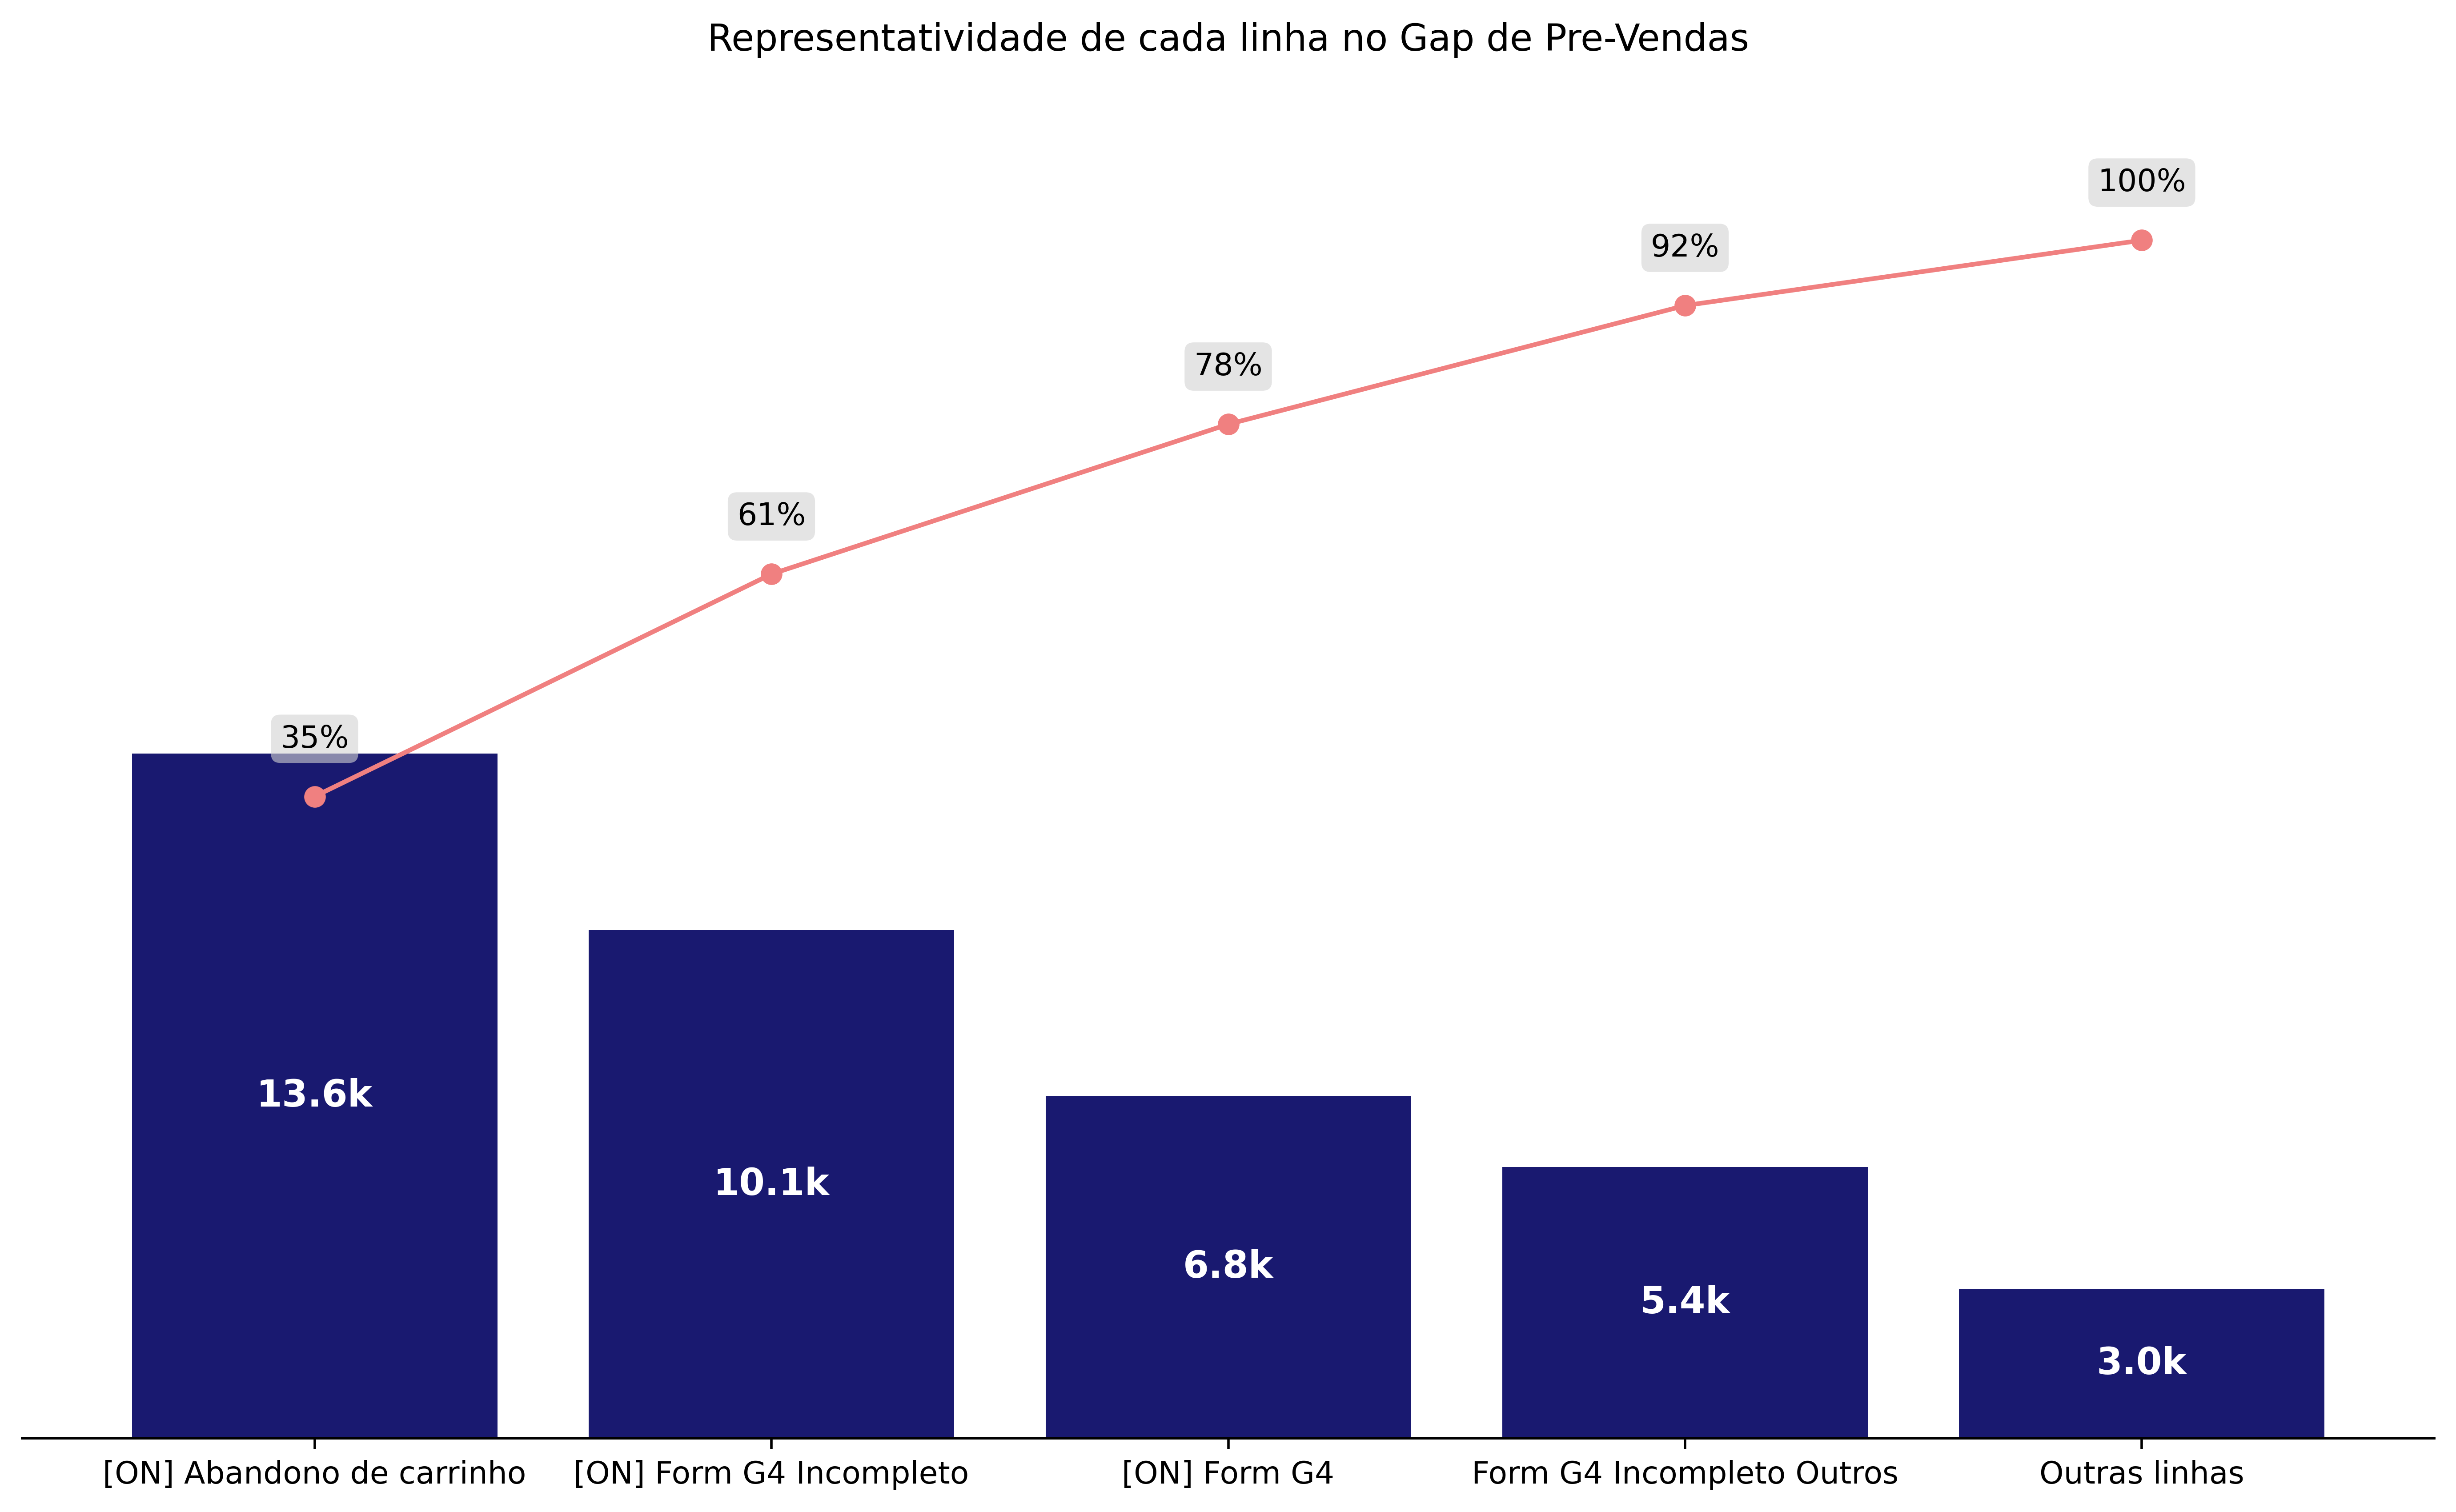 Representatividade de cada linha no Gap de Pre-Vendas
100%
92%
78%
61%
35%
13.6k
10.1k
6.8k
5.4k
3.0k
[ON] Abandono de carrinho
[ON] Form G4 Incompleto
[ON] Form G4
Form G4 Incompleto Outros
Outras linhas